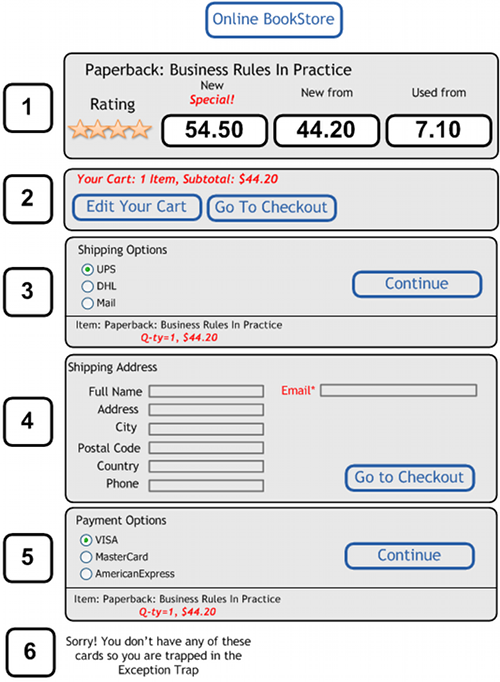 Online BookStore
1
Paperback: Business Rules In Practice
Rating
New
Special!
New from
Used from
54.50
44.20
7.10
2
Your Cart: 1 Item, Subtotal: $44.20
Edit Your Cart
Go To Checkout
3
Shipping Options
UPS
DHL
Mail
Continue
Item: Paperback: Business Rules In Practice
Q-ty=1, $44.20
4
Shipping Address
Full Name
Email*
Address
City
Postal Code
Country
Phone
Go to Checkout
5
Payment Options
VISA
MasterCard
AmericanExpress
Continue
Item: Paperback: Business Rules In Practice
Q-ty=1, $44.20
6
Sorry! You don't have any of these
cards so you are trapped in the
Exception Trap